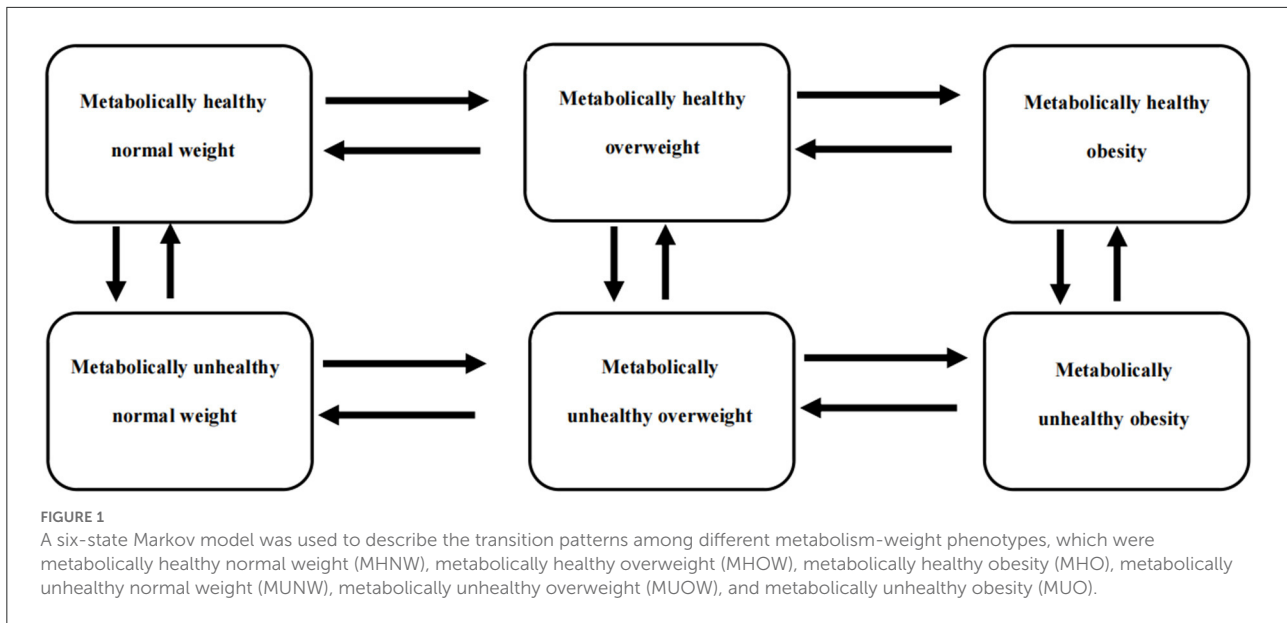 Metabolically healthy
normal weight
Metabolically healthy
overweight
Metabolically healthy
obesity
Metabolically unhealthy
normal weight
Metabolically
unhealthy overweight
Metabolically
unhealthy obesity
FIGURE 1
A six-state Markov model was used to describe the transition patterns among different metabolism-weight phenotypes, which were
metabolically healthy normal weight (MHNW), metabolically healthy overweight (MHOW), metabolically healthy obesity (MHO), metabolically
unhealthy normal weight (MUNW), metabolically unhealthy overweight (MUOW), and metabolically unhealthy obesity (MUO).